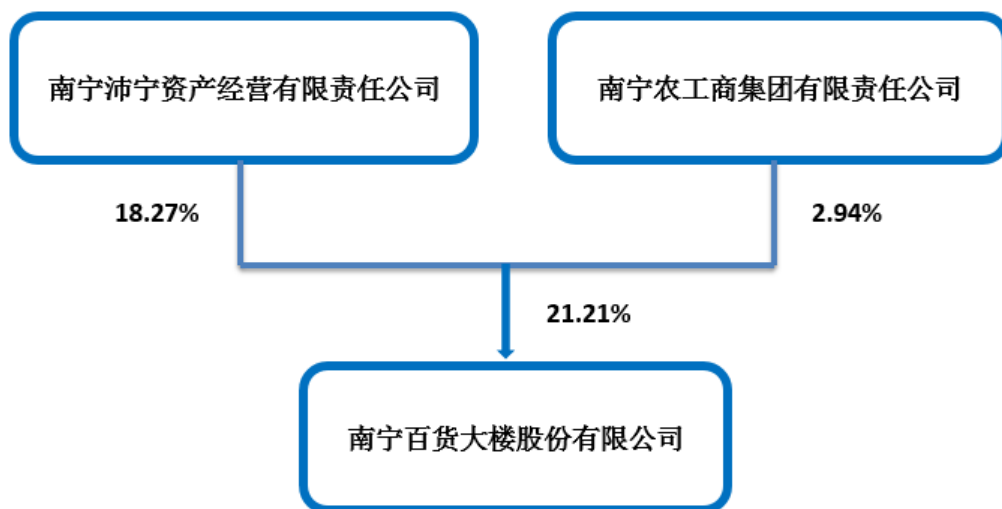 南宁沛宁资产经营有限责任公司
南宁农工商集团有限责任公司
18.27%
2.94%
21.21%
南宁百货大楼股份有限公司